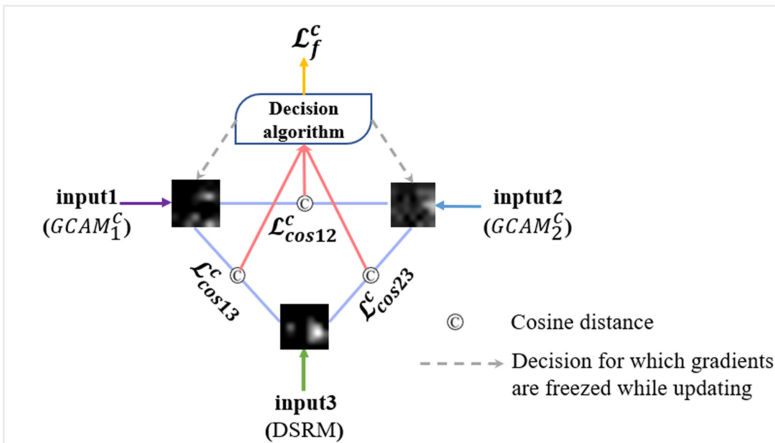 ℒ_f^c
Decision
algorithm
input1
(GCAM_1^C)
©
inptut2
(GCAM_2^C)
ℒ_cos12^c
©
©
ℒ_cos13^c
ℒ_cos23^c
© Cosine distance
Decision for which gradients
are freezed while updating
input3
(DSRM)